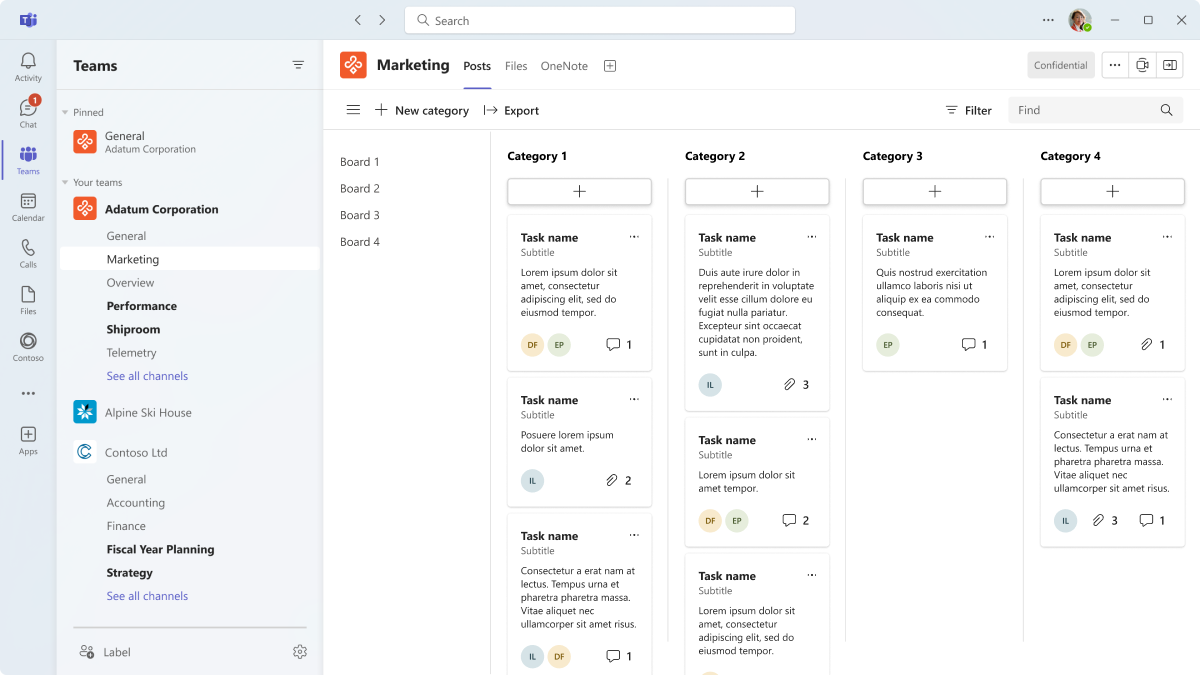 Search
Activity
1
Chat
Teams
Calendar
Calls
Files
Contoso
Apps
Teams
Pinned
General
Adatum Corporation
Your teams
Adatum Corporation
General
Marketing
Overview
Performance
Shiproom
Telemetry
See all channels
Alpine Ski House
Contoso Ltd
General
Accounting
Finance
Fiscal Year Planning
Strategy
See all channels
Label
Marketing
Posts
Files
OneNote
Confidential
New category
Export
Filter
Find
Board 1
Board 2
Board 3
Board 4
Category 1
Task name
Subtitle
Lorem ipsum dolor sit
amet, consectetur
adipiscing elit, sed do
eiusmod tempor.
DF EP 1
Task name
Subtitle
Posuere lorem ipsum
dolor sit amet.
IL 2
Task name
Subtitle
Consectetur a erat nam at
lectus. Tempus urna et
pharetra pharetra massa.
Vitae aliquet nec
ullamcorper sit amet risus.
IL DF 1
Category 2
Task name
Subtitle
Duis aute irure dolor in
reprehenderit in voluptate
velit esse cillum dolore eu
fugiat nulla pariatur.
Excepteur sint occaecat
cupidatat non proident,
sunt in culpa.
IL 3
Task name
Subtitle
Lorem ipsum dolor sit
amet tempor.
DF EP 2
Task name
Subtitle
Lorem ipsum dolor sit
amet, consectetur
adipiscing elit, sed do
eiusmod tempor.
Category 3
Task name
Subtitle
Quis nostrud exercitation
ullamco laboris nisi ut
aliquip ex ea commodo
consequat.
EP 1
Category 4
Task name
Subtitle
Lorem ipsum dolor sit
amet, consectetur
adipiscing elit, sed do
eiusmod tempor.
DF EP 1
Task name
Subtitle
Consectetur a erat nam at
lectus. Tempus urna et
pharetra pharetra massa.
Vitae aliquet nec
ullamcorper sit amet risus.
IL 3 1